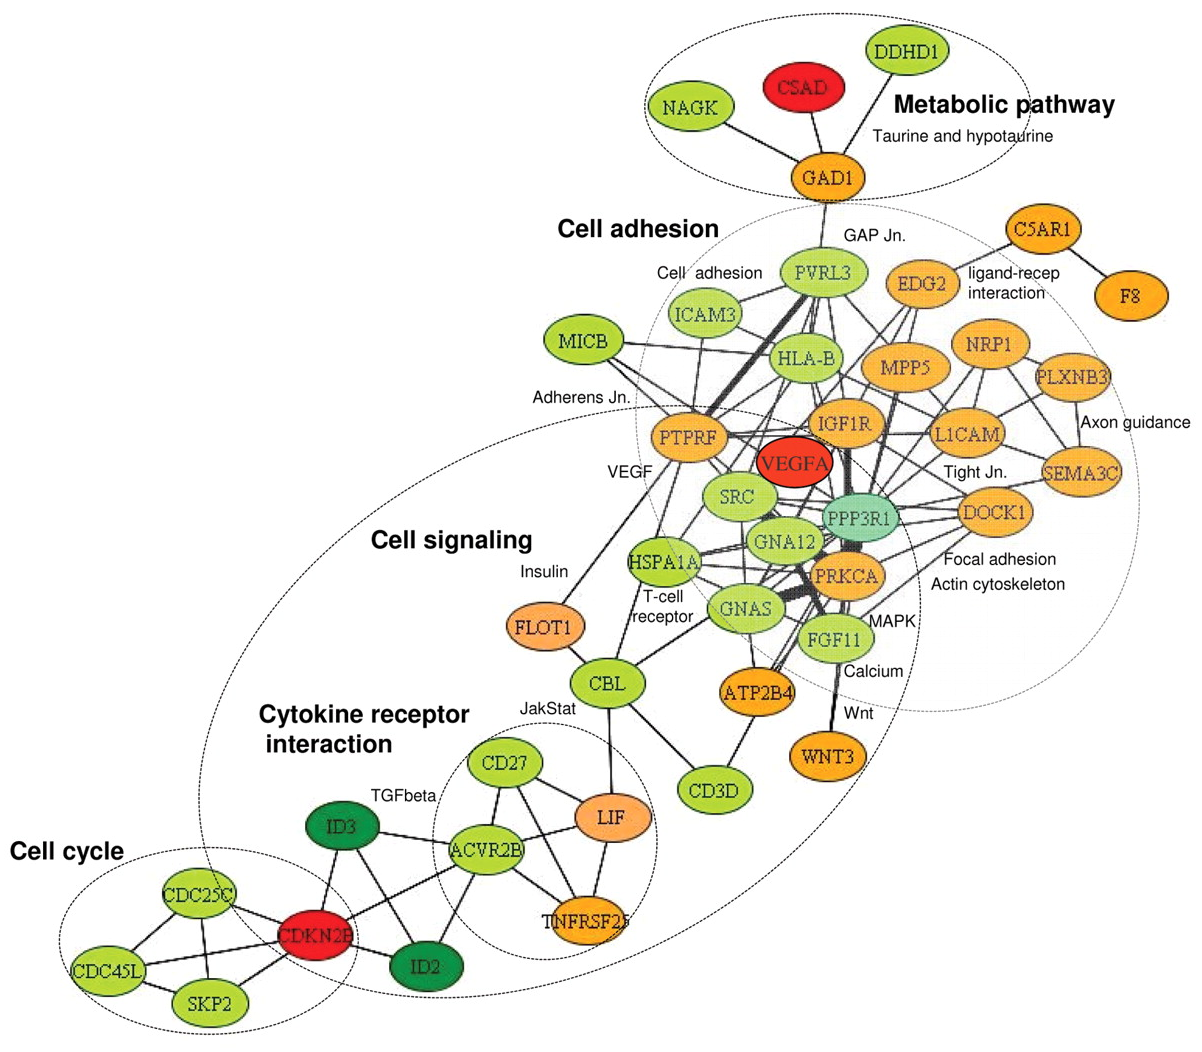 DDHD1
CSAD
NAGK
Metabolic pathway
Taurine and hypotaurine
GAD1
Cell adhesion
GAP Jn.
C5AR1
Cell adhesion
PVRL3
EDG2
ligand-recep
interaction
F8
ICAM3
MICB
HLA-B
MPP5
NRP1
PLXNB3
Adherens Jn.
PTPRF
IGF1R
L1CAM
Axon guidance
VEGF
VEGFA
Tight Jn.
SEMA3C
SRC
PPP3R1
DOCK1
Cell signaling
GNA12
Focal adhesion
Insulin
HSPA1A
PRKCA
Actin cytoskeleton
T-cell
receptor
GNAS
FLOT1
MAPK
FGF11
CBL
Calcium
ATP2B4
JakStat
Wnt
Cytokine receptor
interaction
WNT3
CD27
CD3D
TGFbeta
LIF
ID3
ACVR2B
Cell cycle
CDC25C
TNFRSF25
CDKN2B
CDC45L
ID2
SKP2